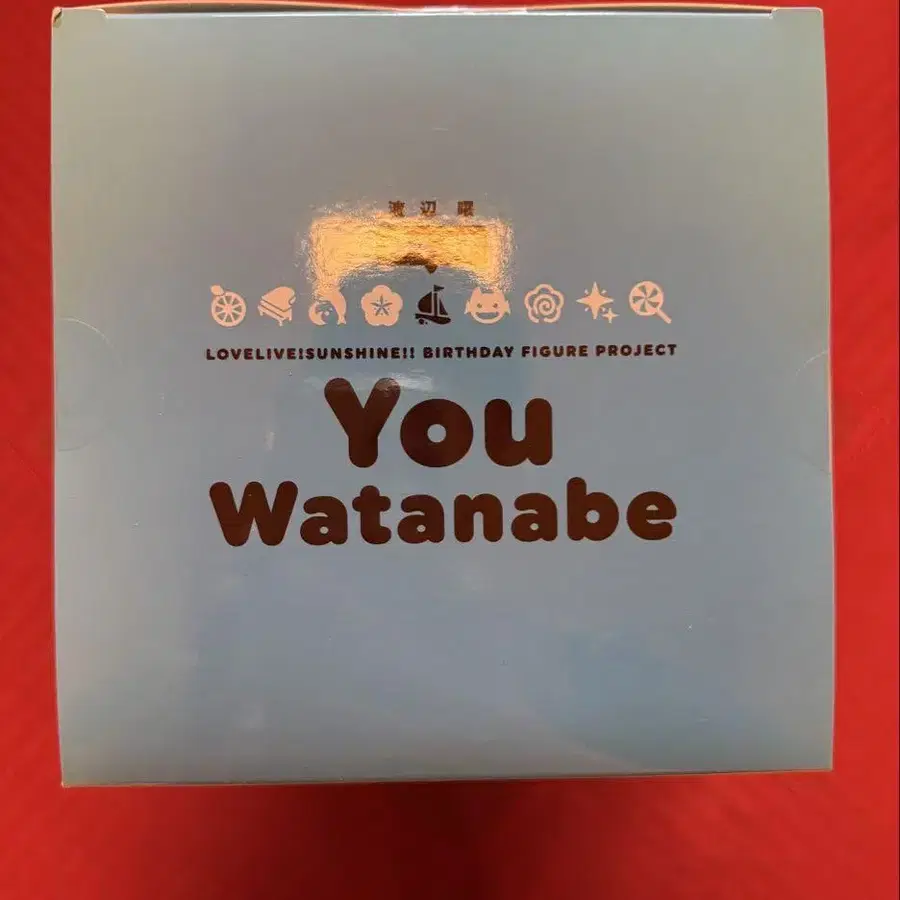 渡辺 曜
LOVELIVE!SUNSHINE!! BIRTHDAY FIGURE PROJECT
You
Watanabe